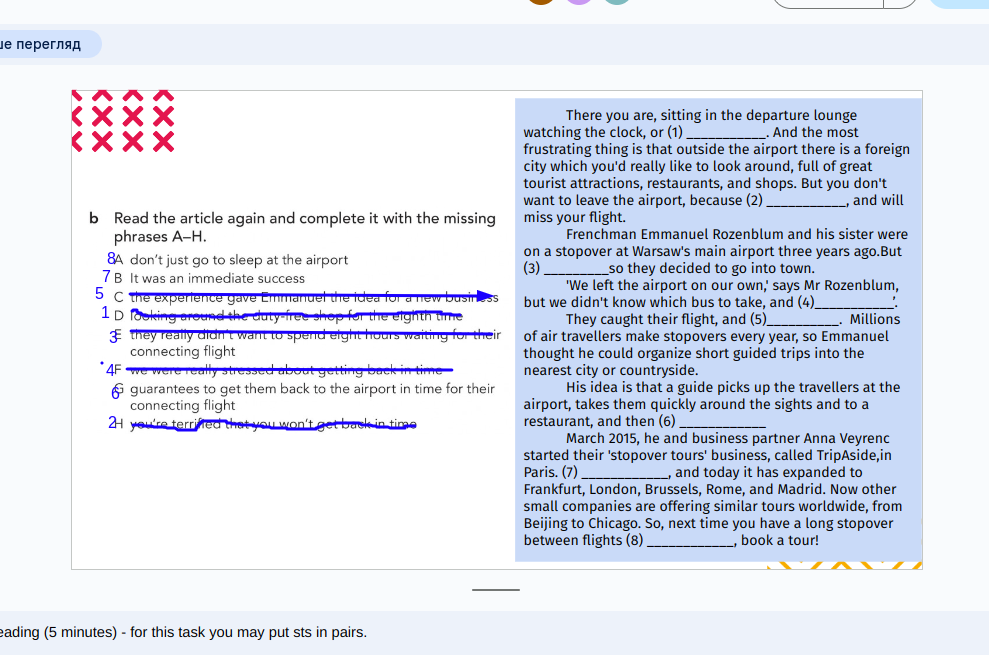 ше перегляд
b Read the article again and complete it with the missing
phrases A–H.
8 A don't just go to sleep at the airport
7 B It was an immediate success
5 C the experience gave Emmanuel the idea for a new business
1 D looking around the duty-free shop for the eighth time
3 E they really didn't want to spend eight hours waiting for their
connecting flight
4 F we were really stressed about getting back in time
6 G guarantees to get them back to the airport in time for their
connecting flight
2 H you're terrified that you won't get back in time
There you are, sitting in the departure lounge
watching the clock, or (1) ___________. And the most
frustrating thing is that outside the airport there is a foreign
city which you'd really like to look around, full of great
tourist attractions, restaurants, and shops. But you don't
want to leave the airport, because (2) ___________, and will
miss your flight.
Frenchman Emmanuel Rozenblum and his sister were
on a stopover at Warsaw's main airport three years ago.But
(3) _________so they decided to go into town.
'We left the airport on our own,' says Mr Rozenblum,
but we didn't know which bus to take, and (4)___________'.
They caught their flight, and (5)__________. Millions
of air travellers make stopovers every year, so Emmanuel
thought he could organize short guided trips into the
nearest city or countryside.
His idea is that a guide picks up the travellers at the
airport, takes them quickly around the sights and to a
restaurant, and then (6) ____________
March 2015, he and business partner Anna Veyrenc
started their 'stopover tours' business, called TripAside,in
Paris. (7) ____________, and today it has expanded to
Frankfurt, London, Brussels, Rome, and Madrid. Now other
small companies are offering similar tours worldwide, from
Beijing to Chicago. So, next time you have a long stopover
between flights (8) ____________, book a tour!
eading (5 minutes) - for this task you may put sts in pairs.